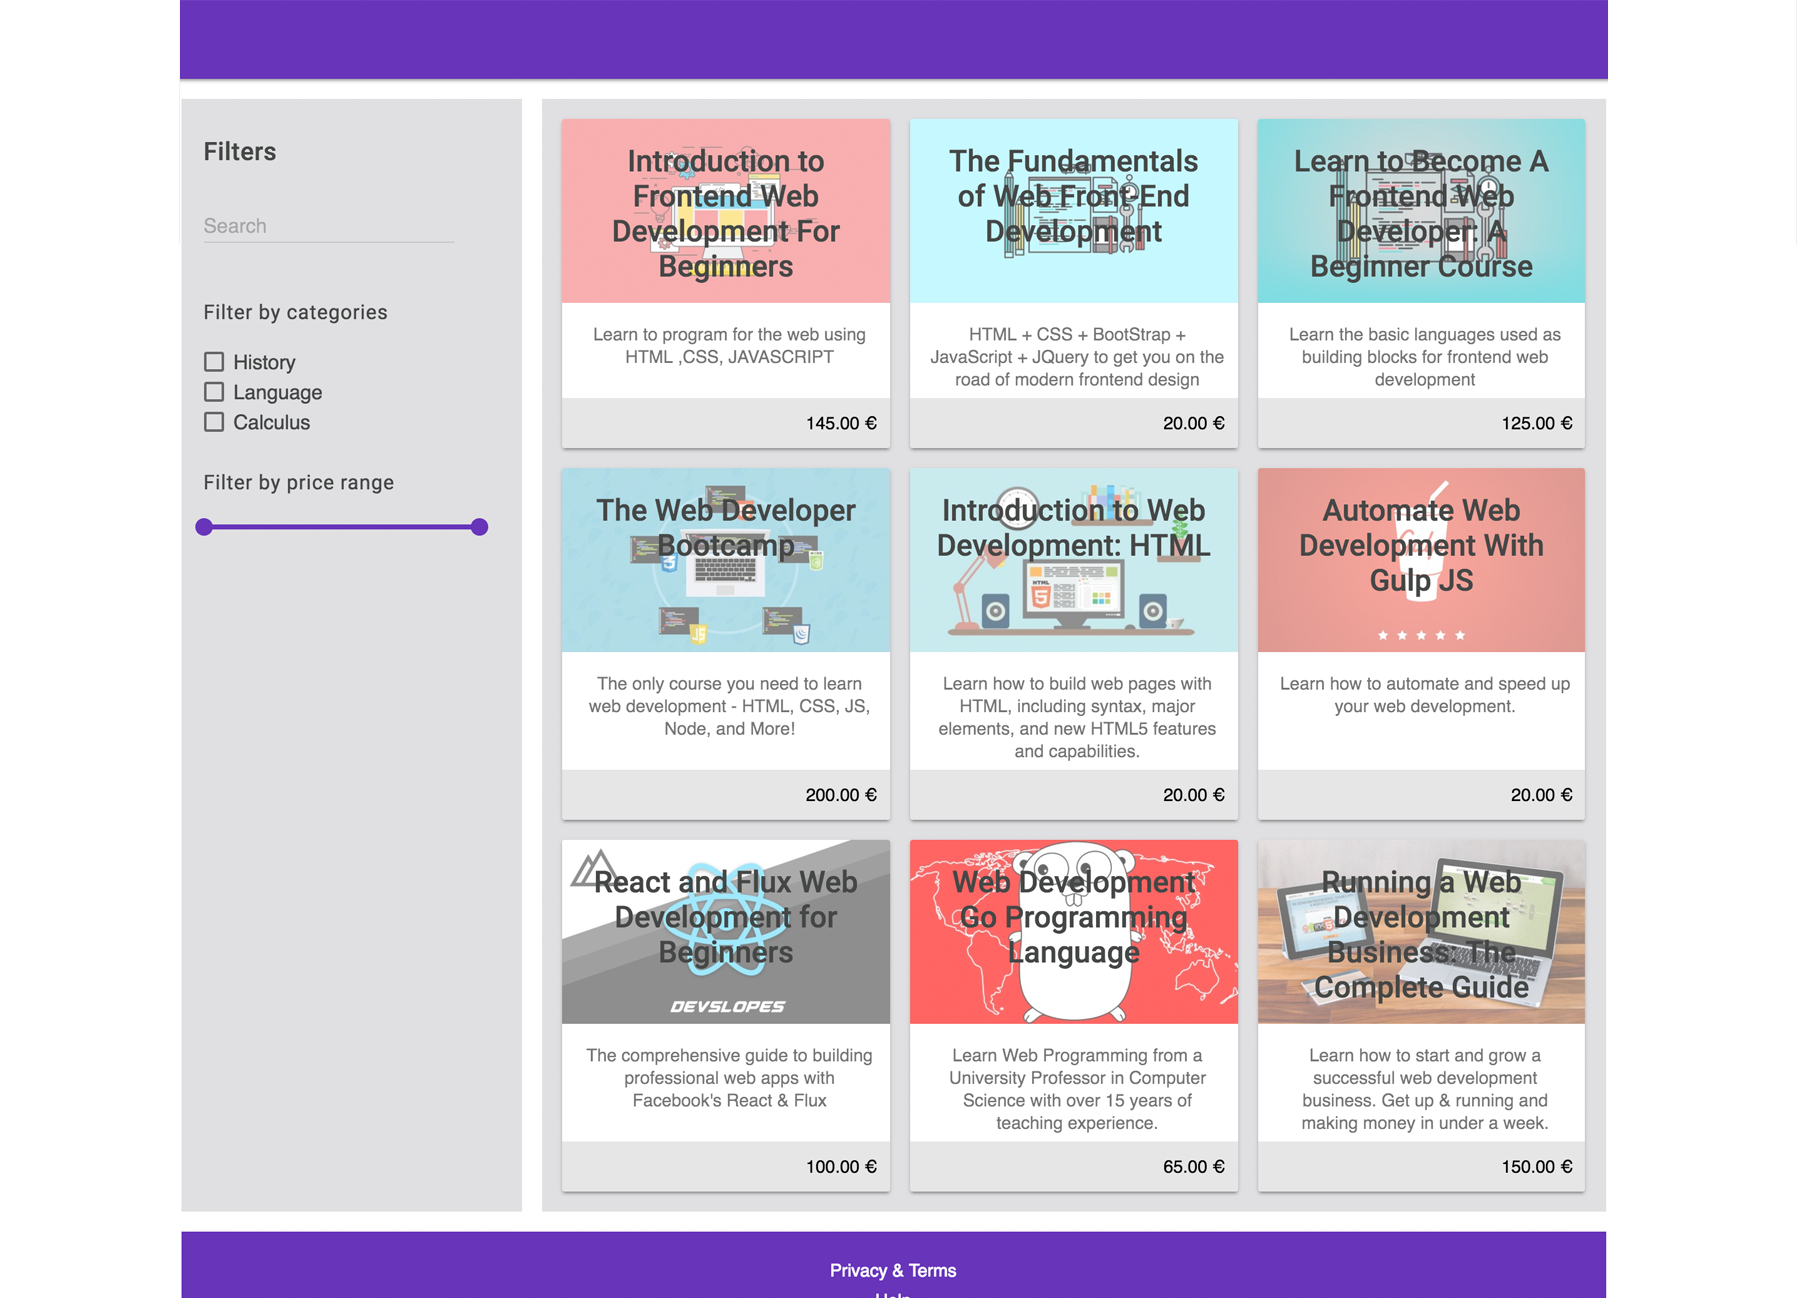 Filters
Search
Filter by categories
History
Language
Calculus
Filter by price range
Introduction to
Frontend Web
Development For
Beginners
Learn to program for the web using
HTML ,CSS, JAVASCRIPT
145.00 €
The Fundamentals
of Web Front-End
Development
HTML + CSS + BootStrap +
JavaScript + JQuery to get you on the
road of modern frontend design
20.00 €
Learn to Become A
Frontend Web
Developer: A
Beginner Course
Learn the basic languages used as
building blocks for frontend web
development
125.00 €
The Web Developer
Bootcamp
JS
The only course you need to learn
web development - HTML, CSS, JS,
Node, and More!
200.00 €
Introduction to Web
Development: HTML
HTML
5
Learn how to build web pages with
HTML, including syntax, major
elements, and new HTML5 features
and capabilities.
20.00 €
Automate Web
Development With
Gulp JS
Learn how to automate and speed up
your web development.
20.00 €
React and Flux Web
Development for
Beginners
DEVSLOPES
The comprehensive guide to building
professional web apps with
Facebook's React & Flux
100.00 €
Web Development
Go Programming
Language
Learn Web Programming from a
University Professor in Computer
Science with over 15 years of
teaching experience.
65.00 €
Running a Web
Development
Business: The
Complete Guide
Learn how to start and grow a
successful web development
business. Get up & running and
making money in under a week.
150.00 €
Privacy & Terms
Help